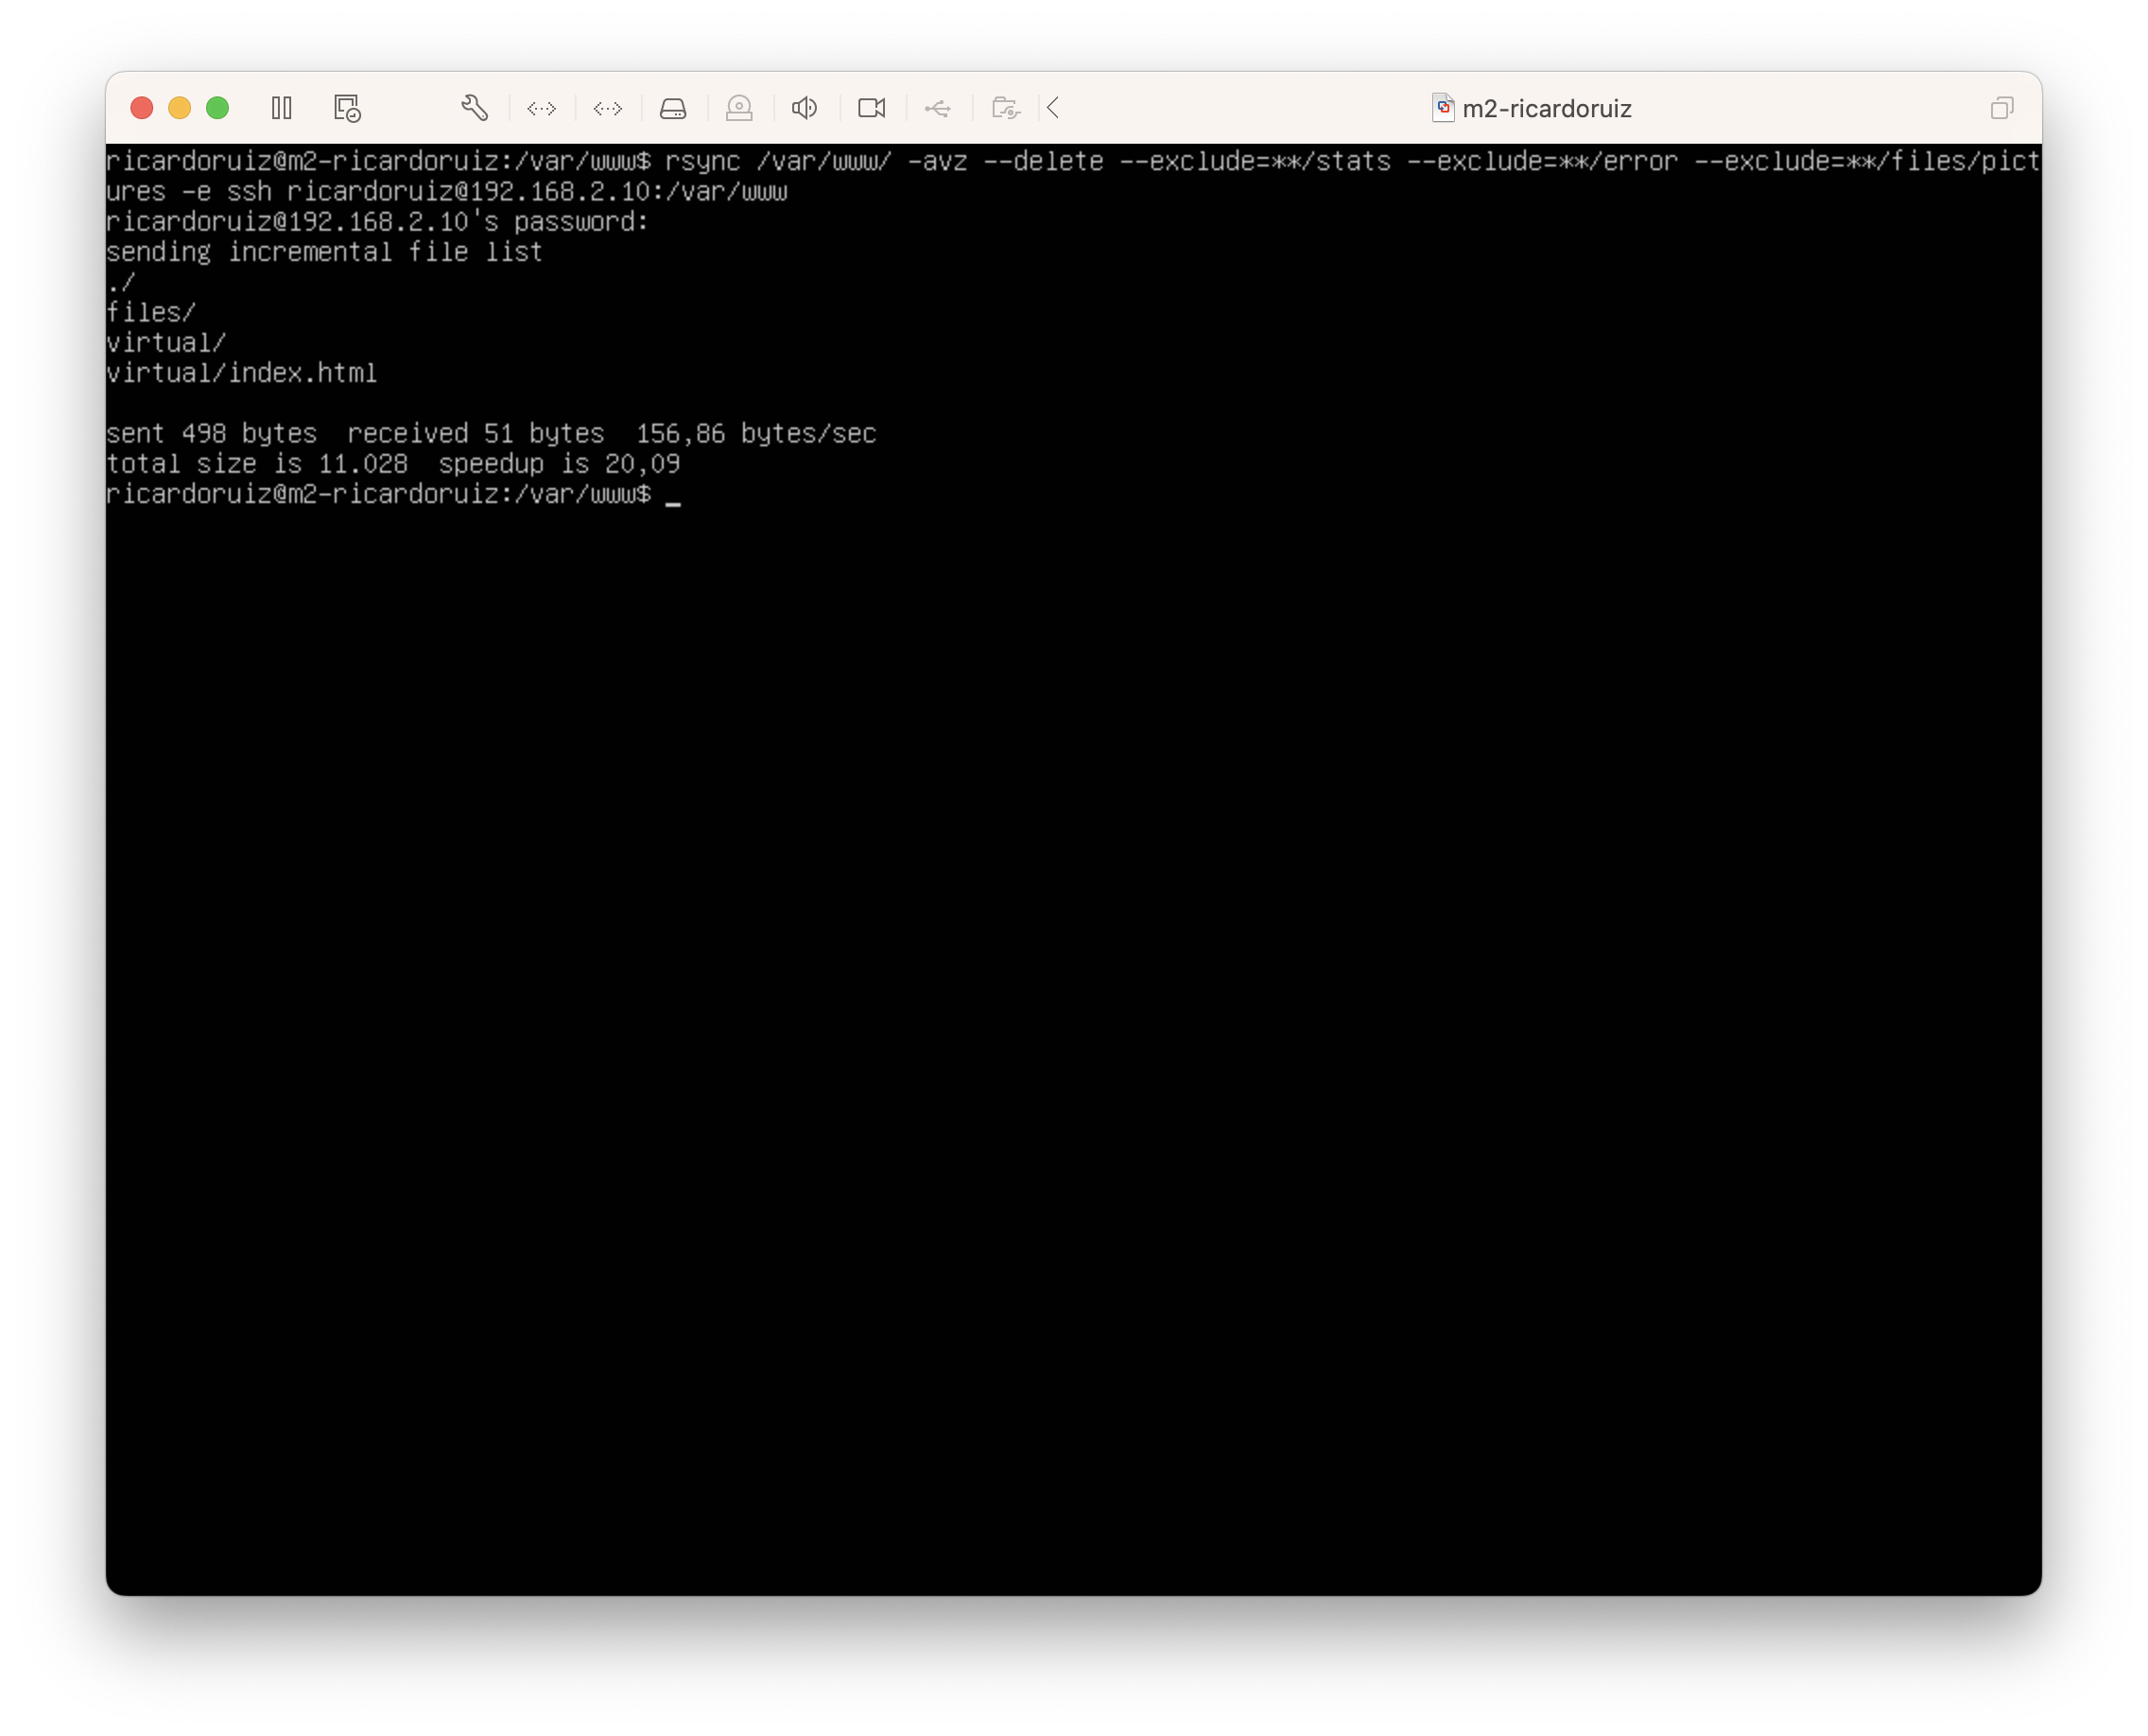 m2-ricardoruiz
ricardoruiz@m2-ricardoruiz:/var/www$ rsync /var/www/ -avz --delete --exclude=**/stats --exclude=**/error --exclude=**/files/pict
ures -e ssh ricardoruiz@192.168.2.10:/var/www
ricardoruiz@192.168.2.10's password:
sending incremental file list
./
files/
virtual/
virtual/index.html
sent 498 bytes  received 51 bytes  156,86 bytes/sec
total size is 11.028  speedup is 20,09
ricardoruiz@m2-ricardoruiz:/var/www$ _